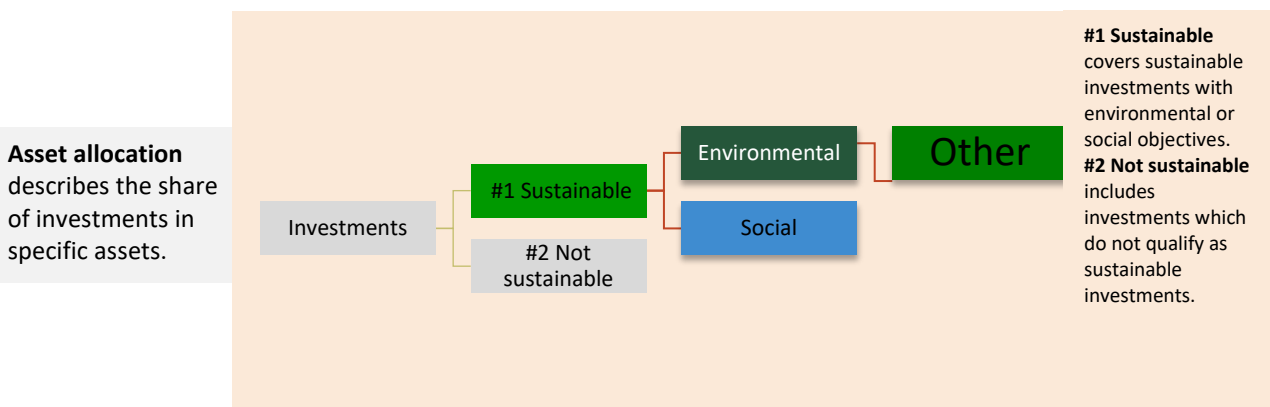 Asset allocation
describes the share
of investments in
specific assets.
Investments
#1 Sustainable
#2 Not
sustainable
Environmental
Social
Other
#1 Sustainable
covers sustainable
investments with
environmental or
social objectives.
#2 Not sustainable
includes
investments which
do not qualify as
sustainable
investments.